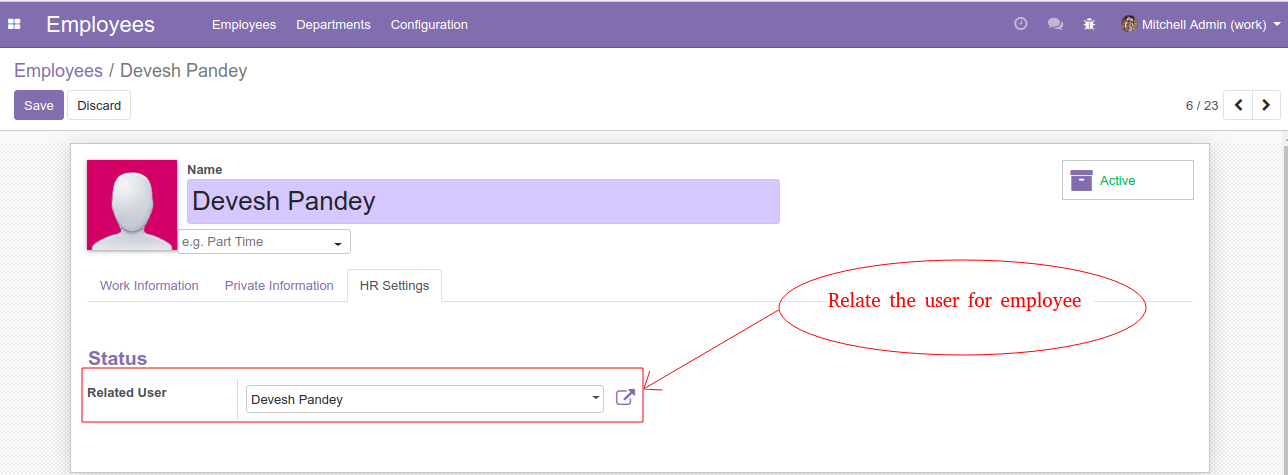 Employees Employees Departments Configuration Mitchell Admin (work)
Employees / Devesh Pandey
Save Discard 6 / 23
Name
Devesh Pandey
Active
e.g. Part Time
Work Information Private Information HR Settings
Relate the user for employee
Status
Related User Devesh Pandey